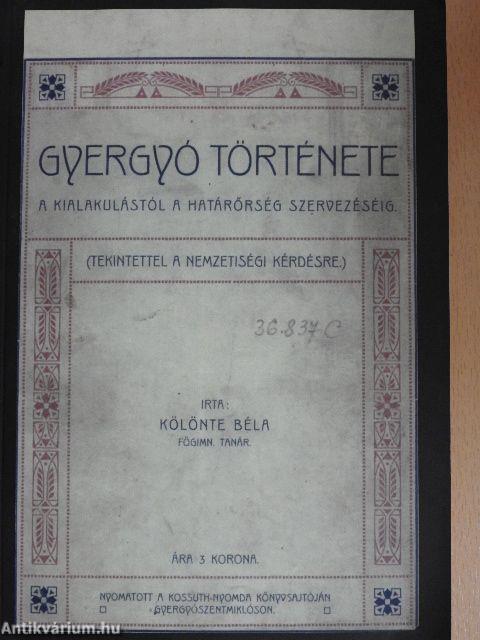 GYERGYÓ TÖRTÉNETE
A KIALAKULÁSTÓL A HATÁRŐRSÉG SZERVEZÉSÉIG.
(TEKINTETTEL A NEMZETISÉGI KÉRDÉSRE.)
36.837 C
IRTA:
KÖLÖNTE BÉLA
FŐGIMN. TANÁR.
ÁRA 3 KORONA.
NYOMATOTT A KOSSUTH-NYOMDA KÖNYVSAJTÓJÁN
GYERGYÓSZENTMIKLÓSON.
Antikvárium.hu